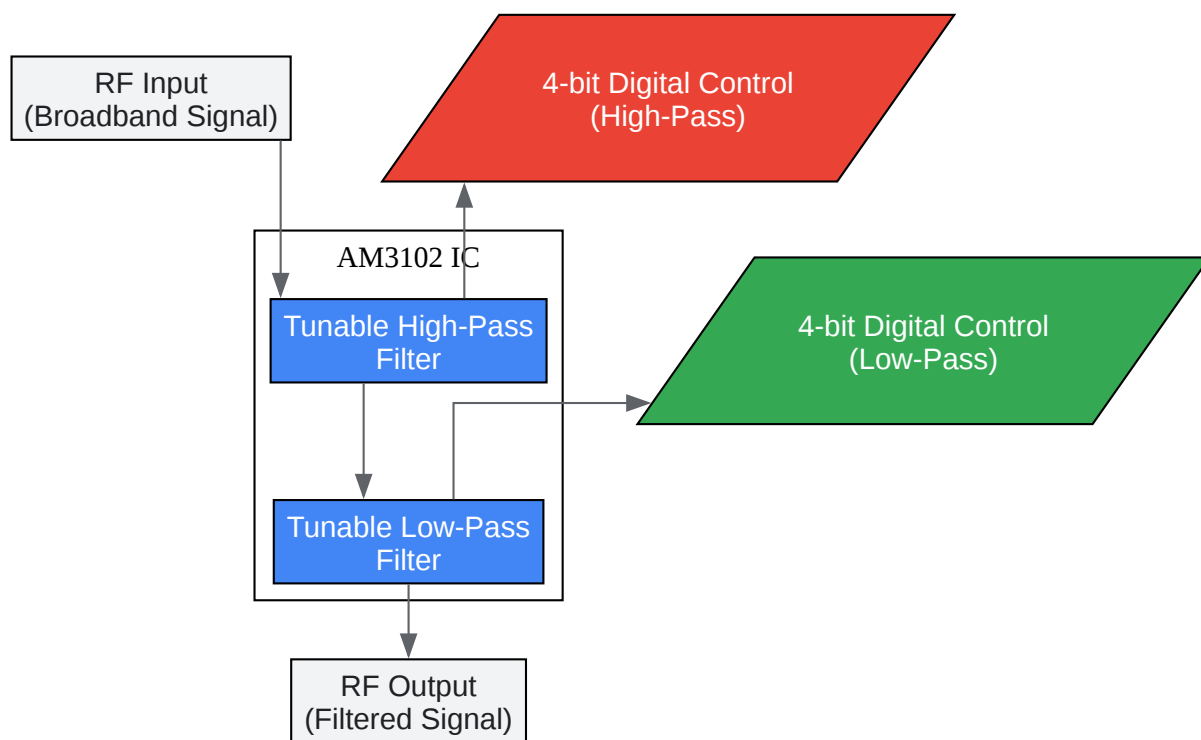 RF Input
(Broadband Signal)
4-bit Digital Control
(High-Pass)
AM3102 IC
Tunable High-Pass
Filter
4-bit Digital Control
(Low-Pass)
Tunable Low-Pass
Filter
RF Output
(Filtered Signal)